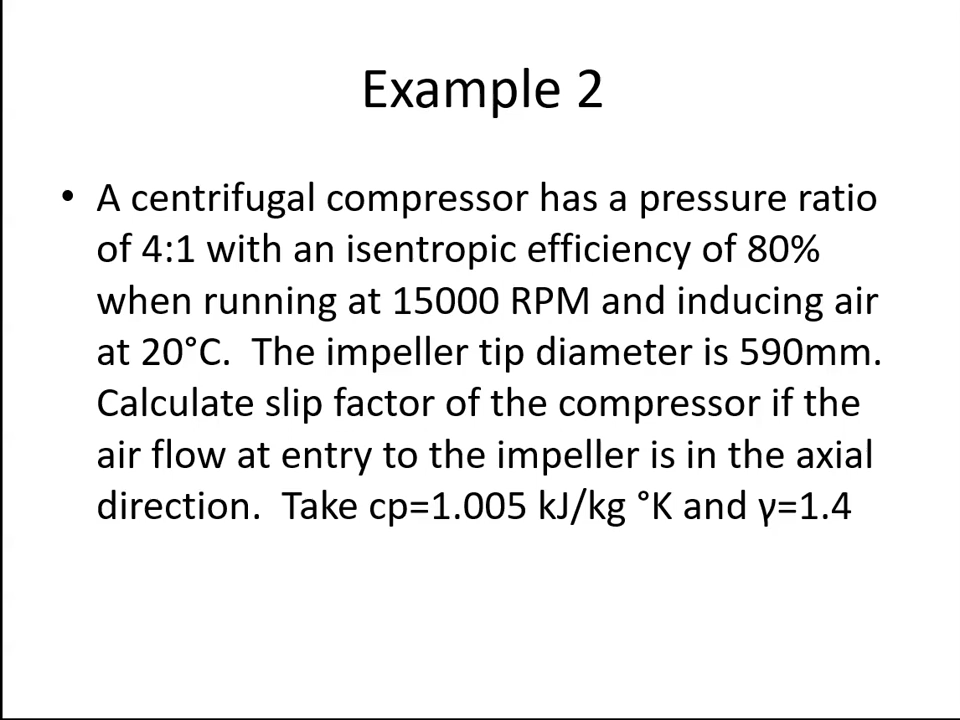 Example 2
• A centrifugal compressor has a pressure ratio
of 4:1 with an isentropic efficiency of 80%
when running at 15000 RPM and inducing air
at 20°C.  The impeller tip diameter is 590mm.
Calculate slip factor of the compressor if the
air flow at entry to the impeller is in the axial
direction.  Take cp=1.005 kJ/kg °K and γ=1.4